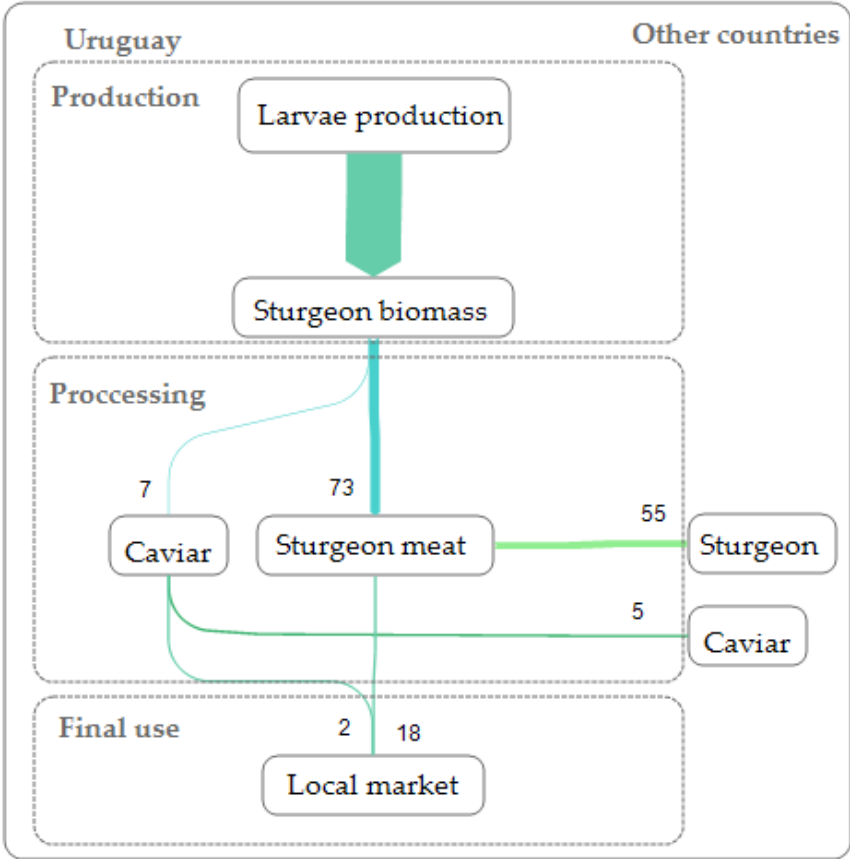 Uruguay
Other countries
Production
Larvae production
Sturgeon biomass
Proccessing
7
73
55
Caviar
Sturgeon meat
Sturgeon
5
Caviar
Final use
2
18
Local market